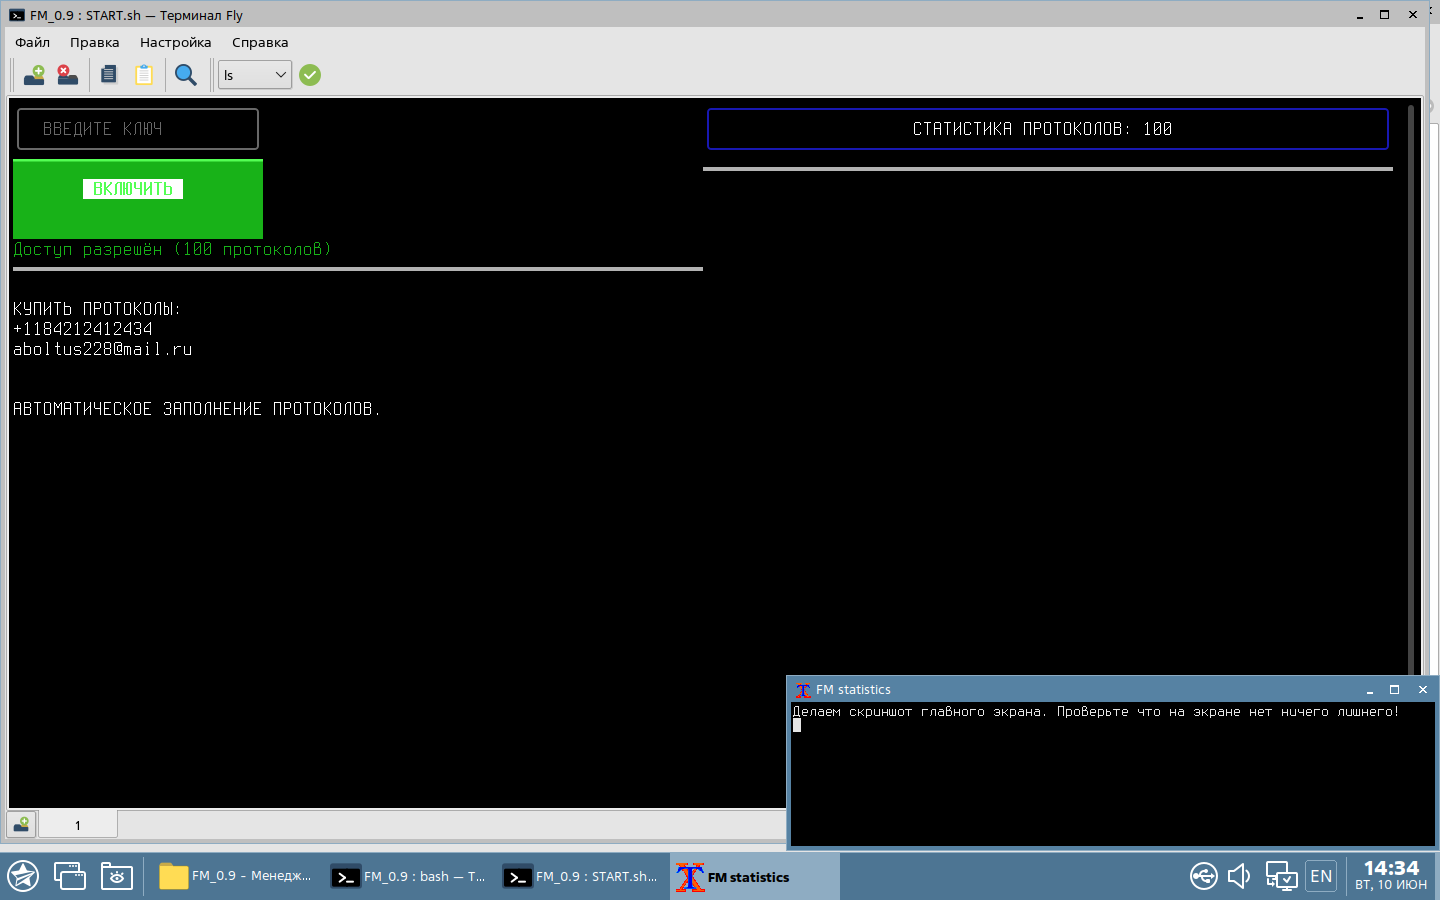 FM_0.9 : START.sh — Терминал Fly
Файл Правка Настройка Справка
ls
ВВЕДИТЕ КЛЮЧ
СТАТИСТИКА ПРОТОКОЛОВ: 100
ВКЛЮЧИТЬ
Доступ разрешён (100 протоколов)
КУПИТЬ ПРОТОКОЛЫ:
+1184212412434
aboltus228@mail.ru
АВТОМАТИЧЕСКОЕ ЗАПОЛНЕНИЕ ПРОТОКОЛОВ.
FM statistics
Делаем скриншот главного экрана. Проверьте что на экране нет ничего лишнего!
1
FM_0.9 - Менедж...
FM_0.9 : bash — Т...
FM_0.9 : START.sh...
FM statistics
EN
14:34
ВТ, 10 ИЮН